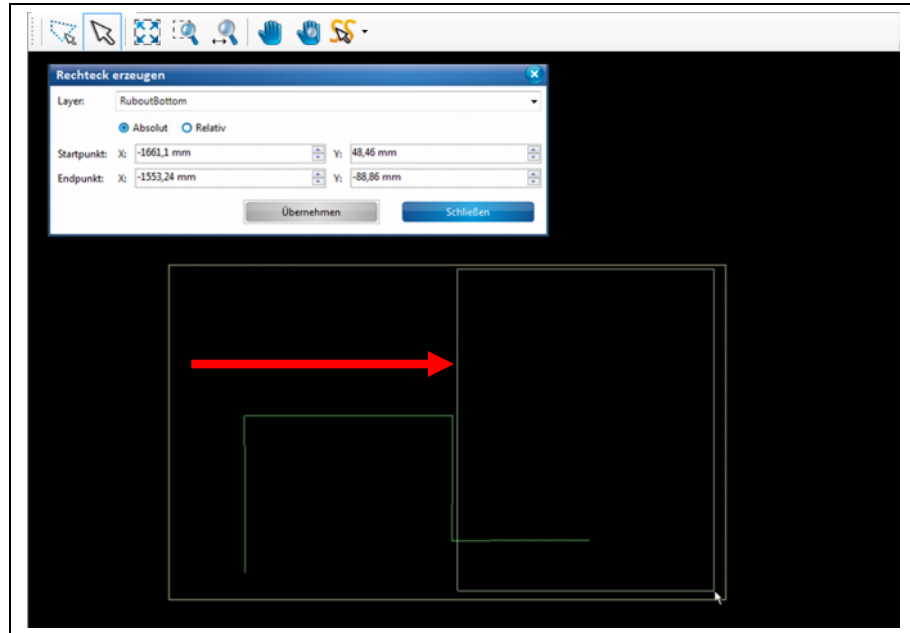 Rechteck erzeugen
Layer: RuboutBottom
Absolut Relativ
Startpunkt: X: -1661,1 mm Y: 48,46 mm
Endpunkt: X: -1553,24 mm Y: -88,86 mm
Übernehmen Schließen